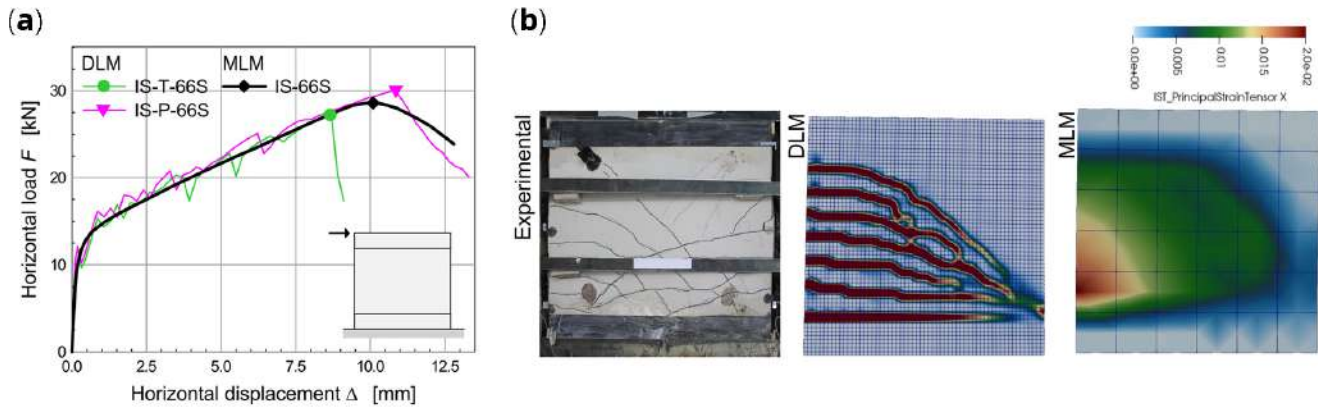 (a)
DLM MLM
IS-T-66S IS-66S
IS-P-66S
Horizontal load F [kN]
30
20
10
0
0.0 2.5 5.0 7.5 10.0 12.5
Horizontal displacement Δ [mm]
(b)
Experimental
DLM
MLM
0.0e+00
0.005
0.01
0.015
2.0e-02
IST_PrincipalStrainTensor X